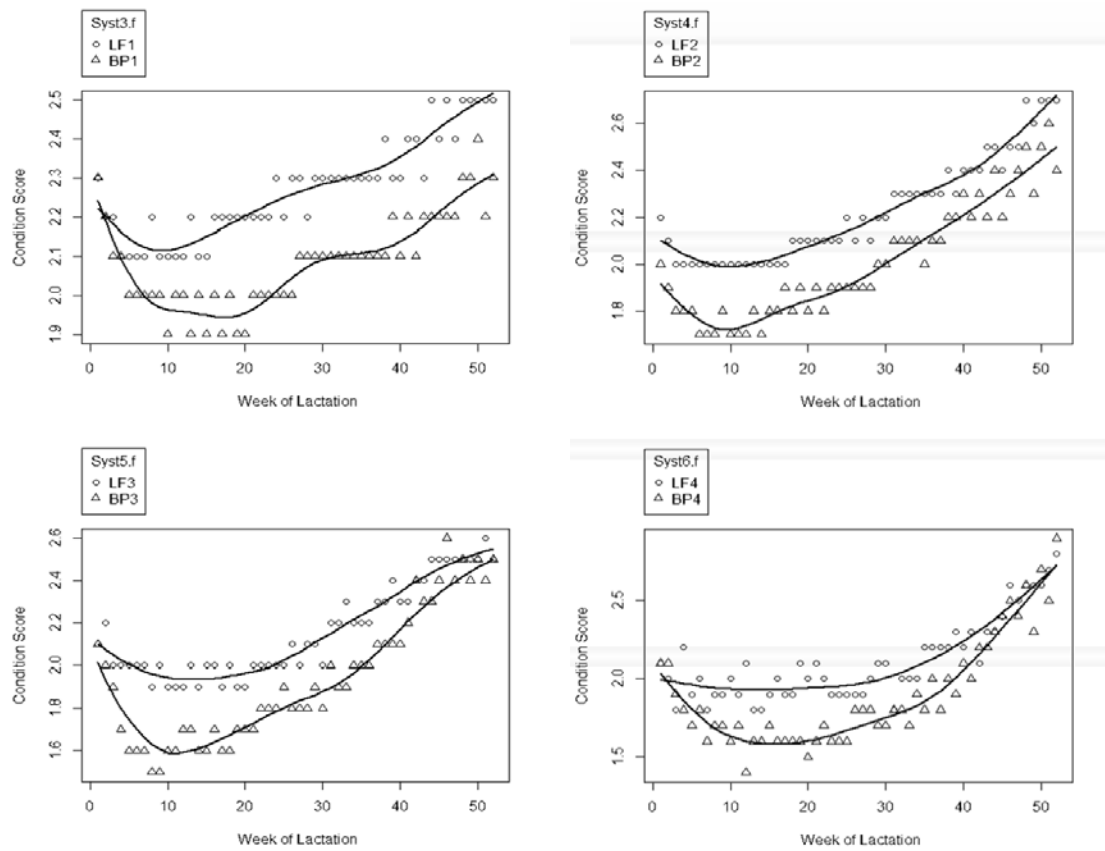 Syst3.f
LF1
BP1
Condition Score
2.5
2.4
2.3
2.2
2.1
2.0
1.9
0 10 20 30 40 50
Week of Lactation
Syst4.f
LF2
BP2
Condition Score
2.6
2.4
2.2
2.0
1.8
0 10 20 30 40 50
Week of Lactation
Syst5.f
LF3
BP3
Condition Score
2.6
2.4
2.2
2.0
1.8
1.6
0 10 20 30 40 50
Week of Lactation
Syst6.f
LF4
BP4
Condition Score
2.5
2.0
1.5
0 10 20 30 40 50
Week of Lactation